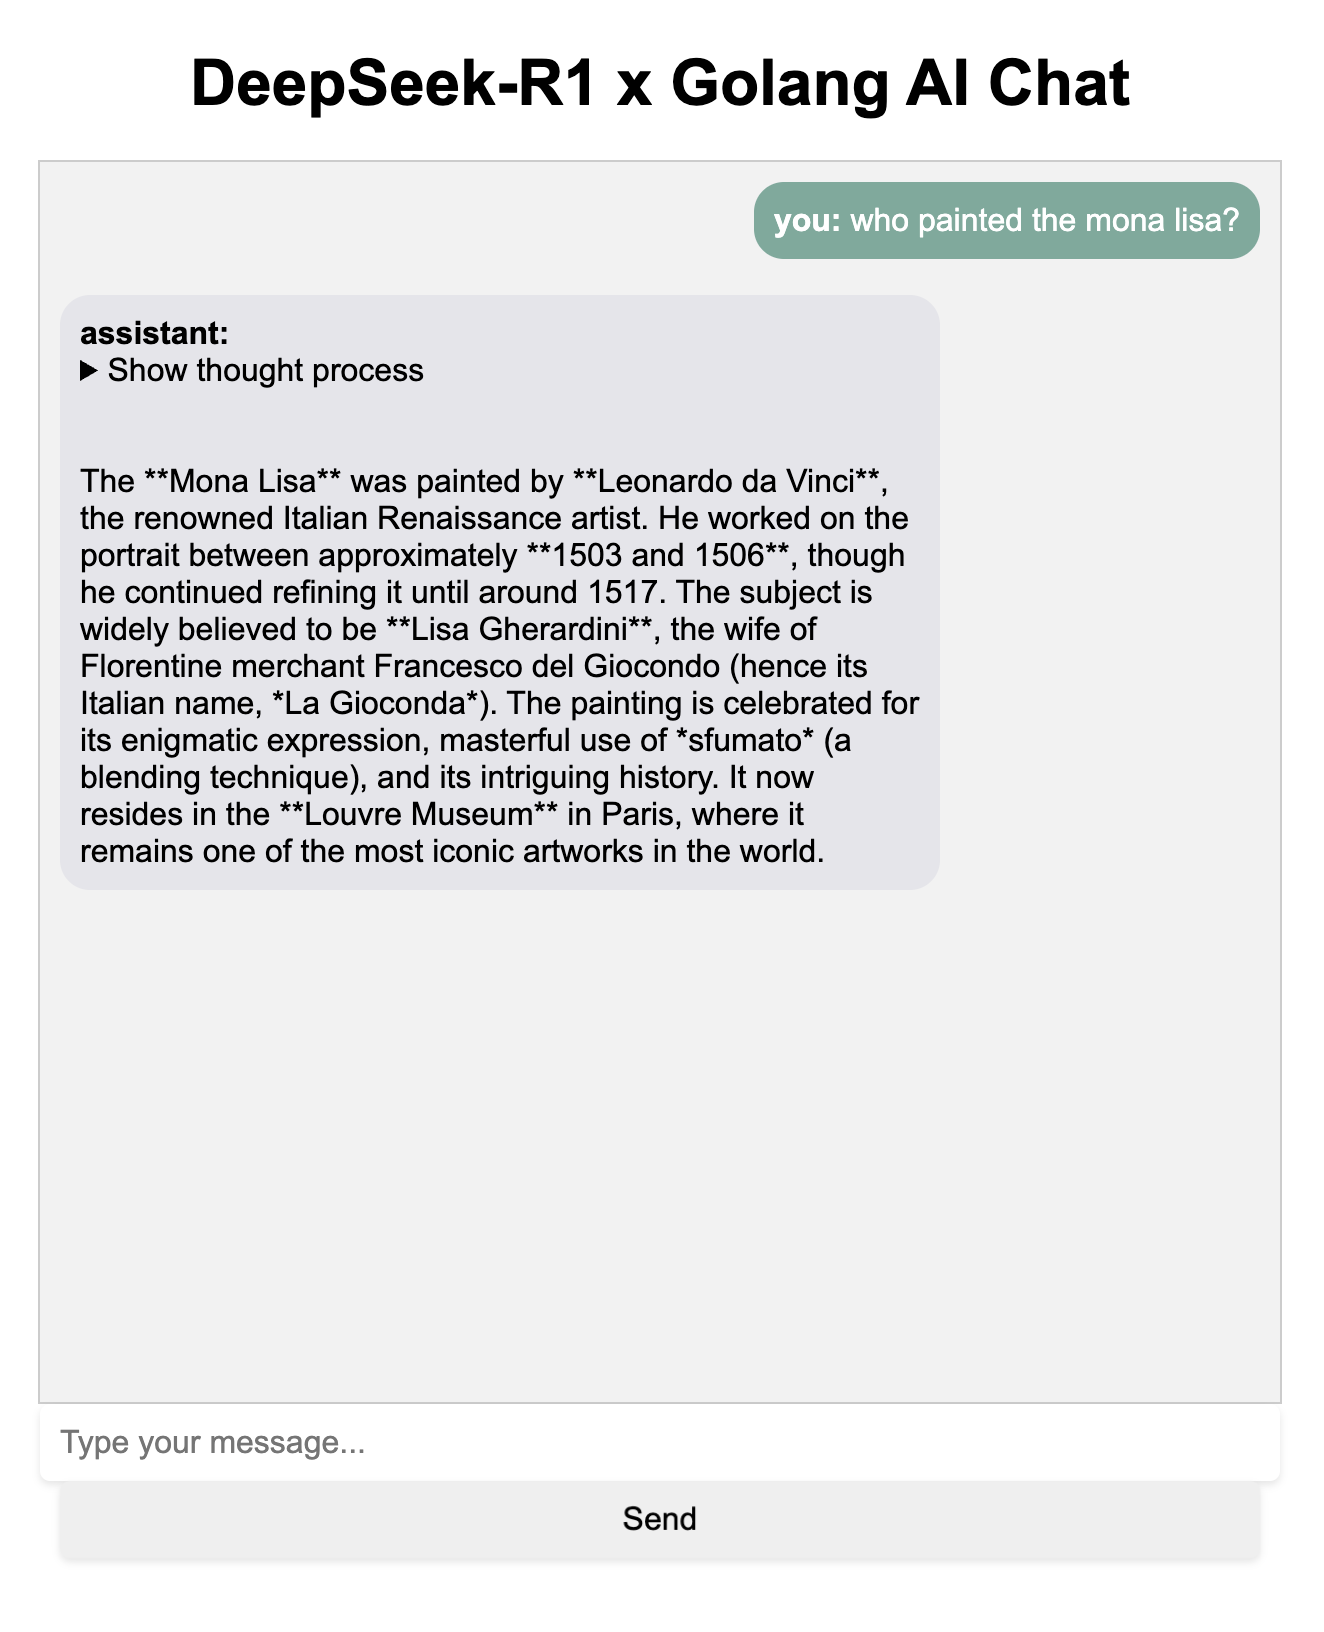 DeepSeek-R1 x Golang AI Chat
you: who painted the mona lisa?
assistant:
▶ Show thought process
The **Mona Lisa** was painted by **Leonardo da Vinci**,
the renowned Italian Renaissance artist. He worked on the
portrait between approximately **1503 and 1506**, though
he continued refining it until around 1517. The subject is
widely believed to be **Lisa Gherardini**, the wife of
Florentine merchant Francesco del Giocondo (hence its
Italian name, *La Gioconda*). The painting is celebrated for
its enigmatic expression, masterful use of *sfumato* (a
blending technique), and its intriguing history. It now
resides in the **Louvre Museum** in Paris, where it
remains one of the most iconic artworks in the world.
Type your message...
Send